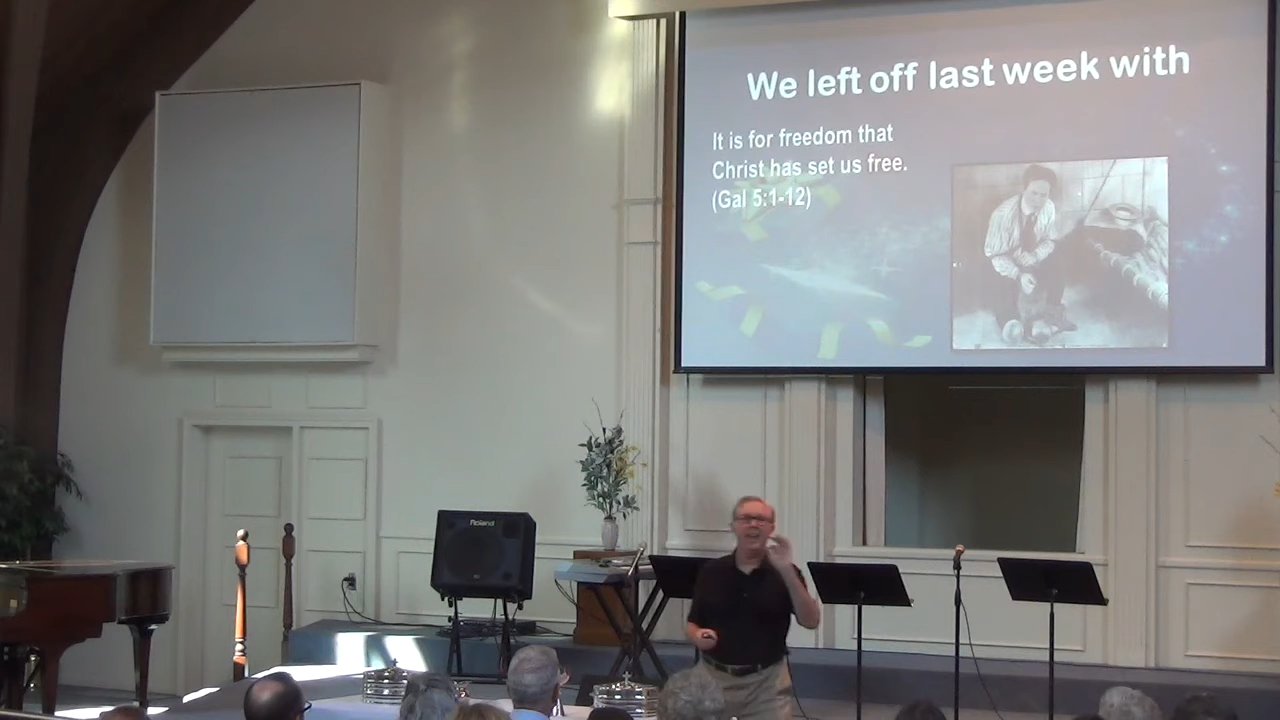 We left off last week with
It is for freedom that
Christ has set us free.
(Gal 5:1-12)
Roland